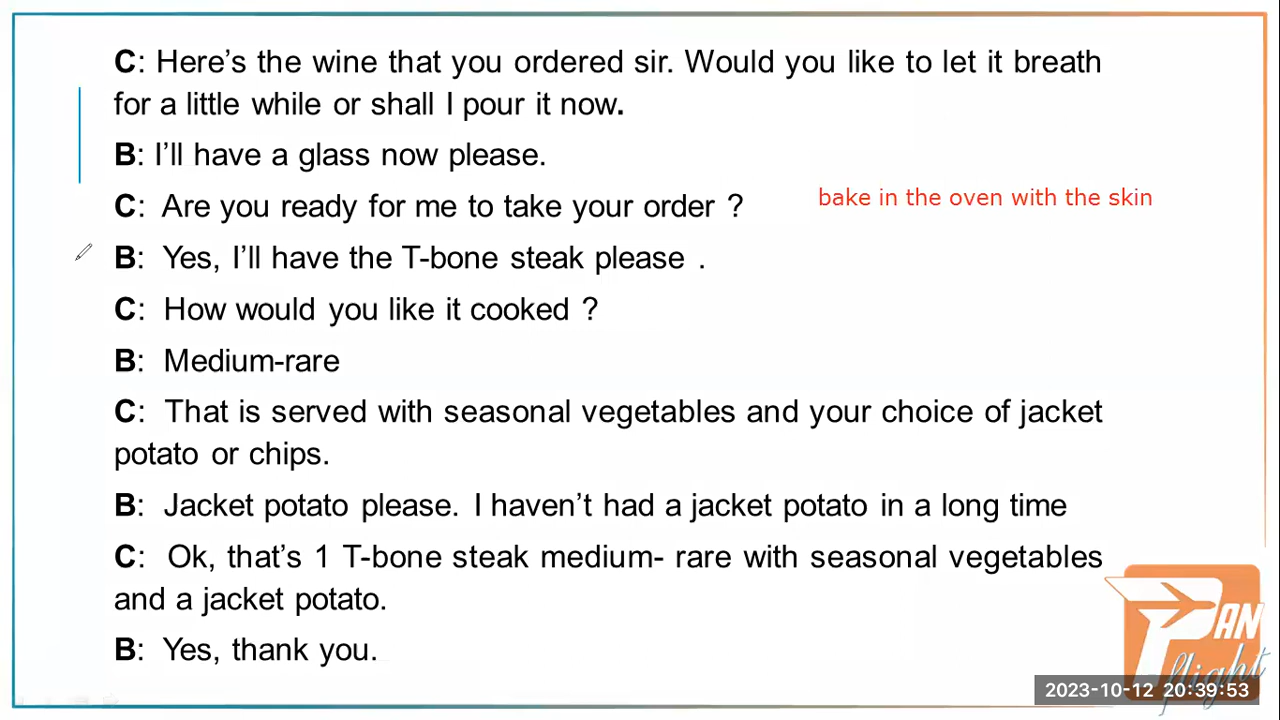 C: Here’s the wine that you ordered sir. Would you like to let it breath
for a little while or shall I pour it now.
B: I’ll have a glass now please.
C: Are you ready for me to take your order ?
bake in the oven with the skin
B: Yes, I’ll have the T-bone steak please .
C: How would you like it cooked ?
B: Medium-rare
C: That is served with seasonal vegetables and your choice of jacket
potato or chips.
B: Jacket potato please. I haven’t had a jacket potato in a long time
C: Ok, that’s 1 T-bone steak medium- rare with seasonal vegetables
and a jacket potato.
B: Yes, thank you.
PAN
flight
2023-10-12 20:39:53